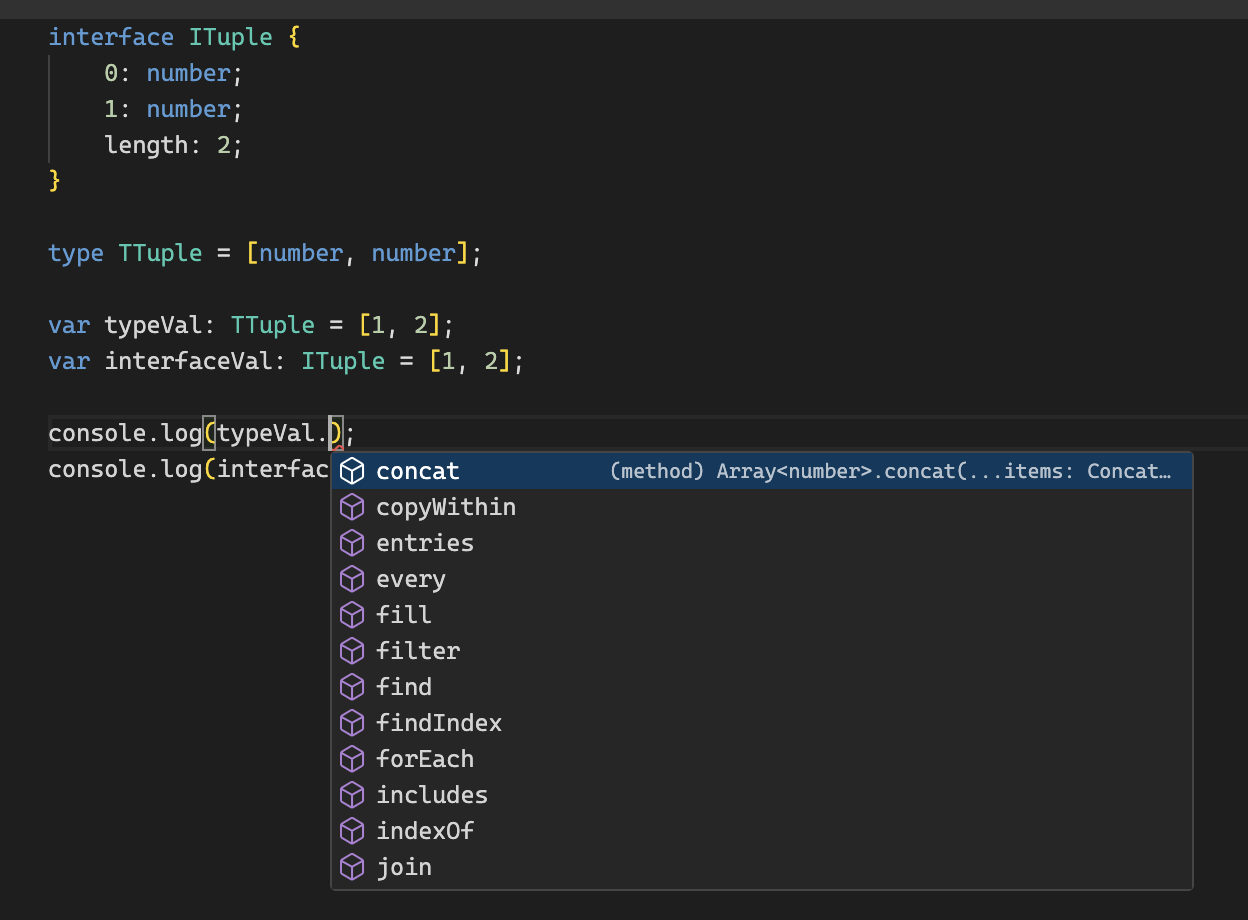 interface ITuple {
    0: number;
    1: number;
    length: 2;
}
type TTuple = [number, number];
var typeVal: TTuple = [1, 2];
var interfaceVal: ITuple = [1, 2];
console.log(typeVal.);
console.log(interfac
concat (method) Array<number>.concat(...items: Concat…
copyWithin
entries
every
fill
filter
find
findIndex
forEach
includes
indexOf
join